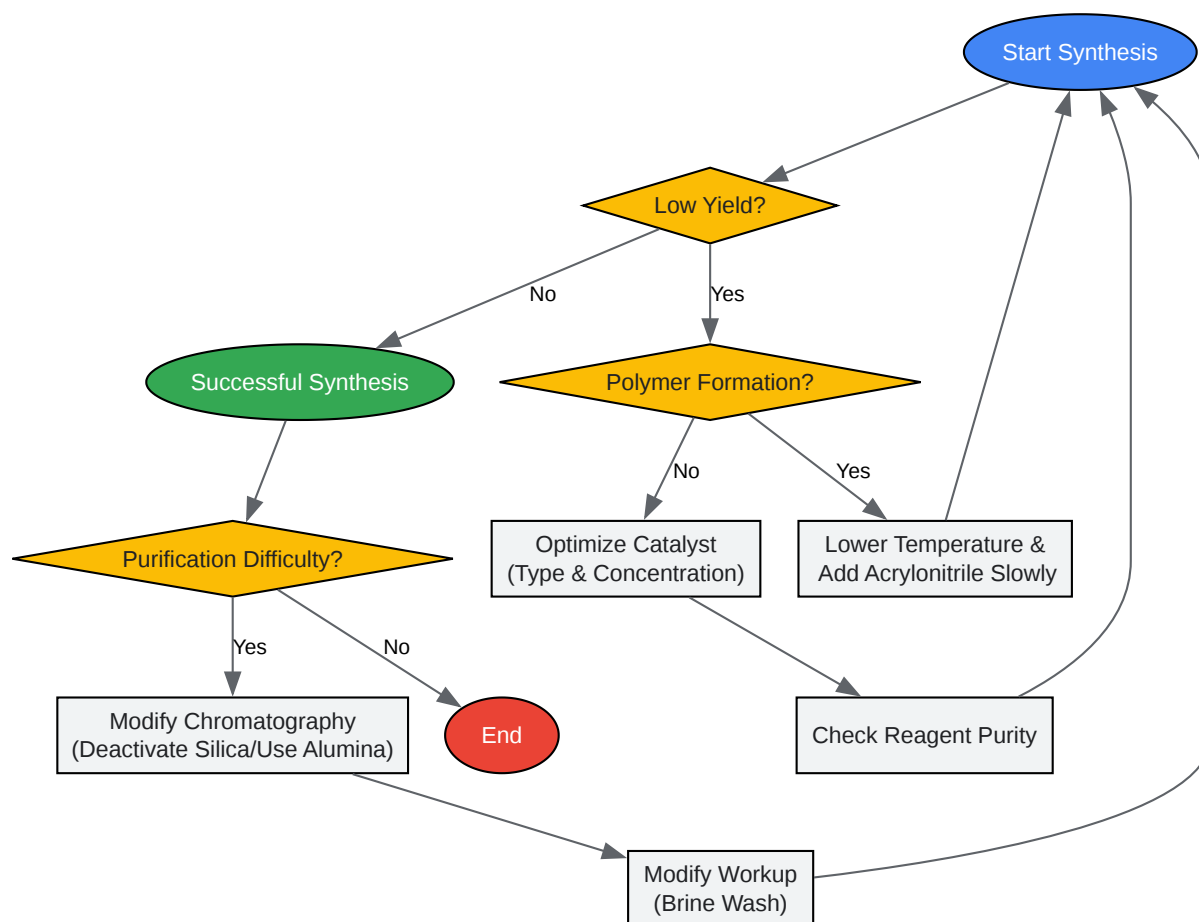 Start Synthesis
Low Yield?
No
Yes
Successful Synthesis
Polymer Formation?
No
Yes
Purification Difficulty?
Optimize Catalyst
(Type & Concentration)
Lower Temperature &
Add Acrylonitrile Slowly
Yes
No
Modify Chromatography
(Deactivate Silica/Use Alumina)
End
Check Reagent Purity
Modify Workup
(Brine Wash)